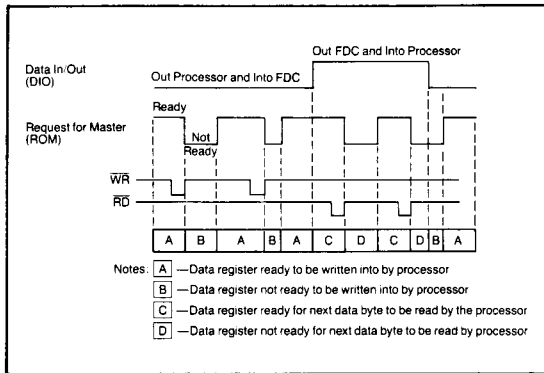 Out FDC and Into Processor
Data In/Out
(DIO)
Out Processor and Into FDC
Ready
Request for Master
(ROM)
Not
Ready
WR
RD
A B A B A C D C D B A
Notes: A —Data register ready to be written into by processor
B —Data register not ready to be written into by processor
C —Data register ready for next data byte to be read by the processor
D —Data register not ready for next data byte to be read by processor